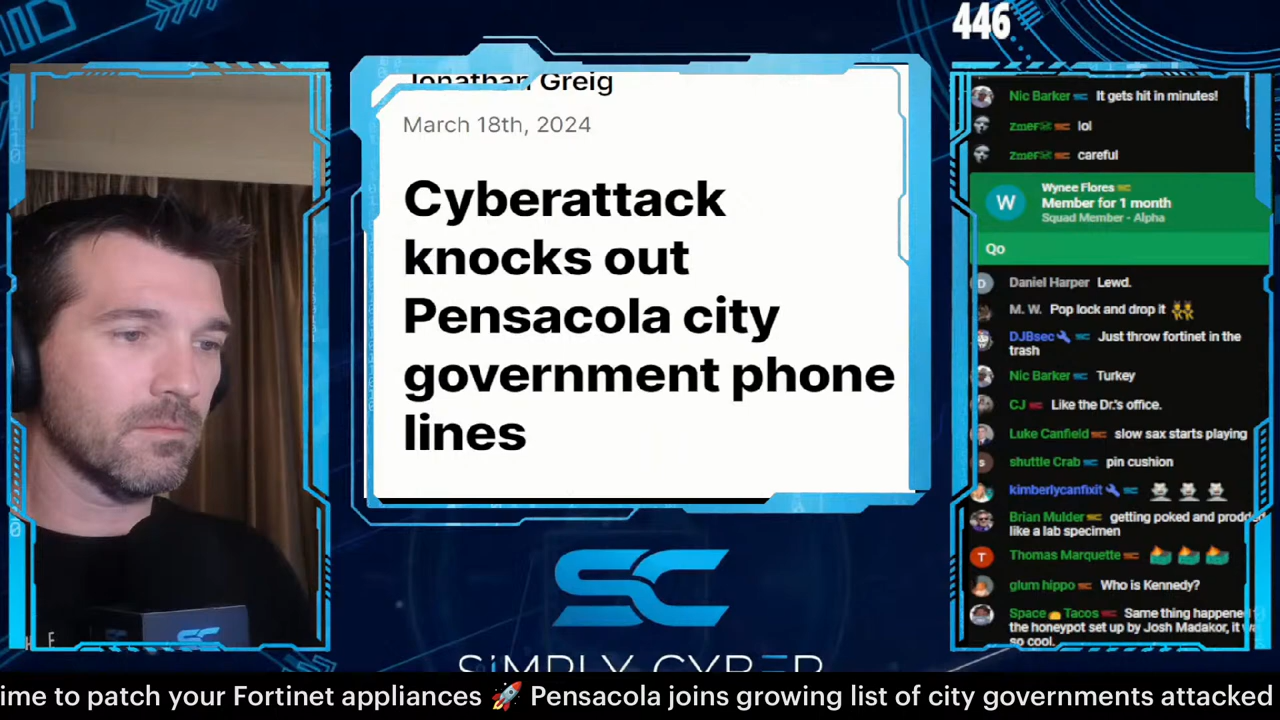 446
Jonathan Greig
March 18th, 2024
Cyberattack
knocks out
Pensacola city
government phone
lines
SC
SIMPLY CYBER
Nic Barker It gets hit in minutes!
zmer lol
zmer careful
W
Wynee Flores
Member for 1 month
Squad Member - Alpha
Qo
D Daniel Harper Lewd.
M. W. Pop lock and drop it 👯
DJBsec Just throw fortinet in the
trash
Nic Barker Turkey
CJ Like the Dr.'s office.
Luke Canfield slow sax starts playing
s shuttle Crab pin cushion
kimberlycanfixit
Brian Mulder getting poked and prodded
like a lab specimen
T Thomas Marquette
glum hippo Who is Kennedy?
Space 🌮 Tacos Same thing happened
the honeypot set up by Josh Madakor, it
so cool.
ime to patch your Fortinet appliances 🚀 Pensacola joins growing list of city governments attacked